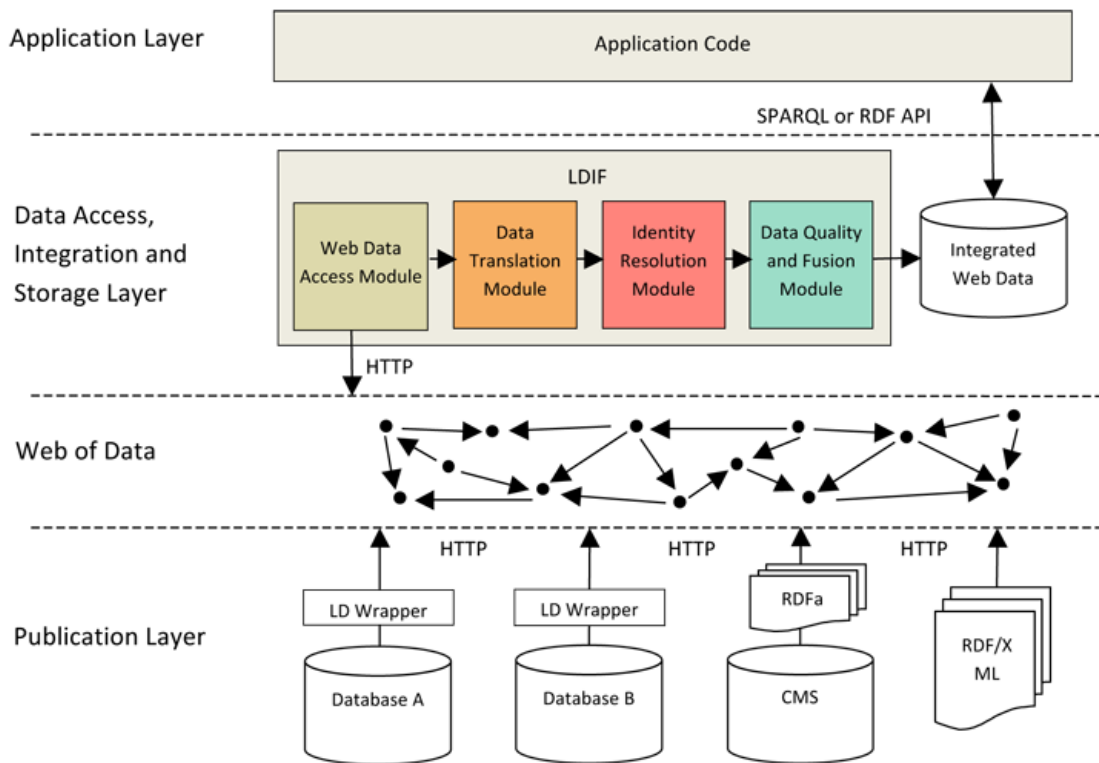 Application Layer
Application Code
SPARQL or RDF API
Data Access,
Integration and
Storage Layer
LDIF
Web Data
Access Module
Data
Translation
Module
Identity
Resolution
Module
Data Quality
and Fusion
Module
Integrated
Web Data
HTTP
Web of Data
HTTP
HTTP
HTTP
Publication Layer
LD Wrapper
LD Wrapper
RDFa
RDF/X
ML
Database A
Database B
CMS